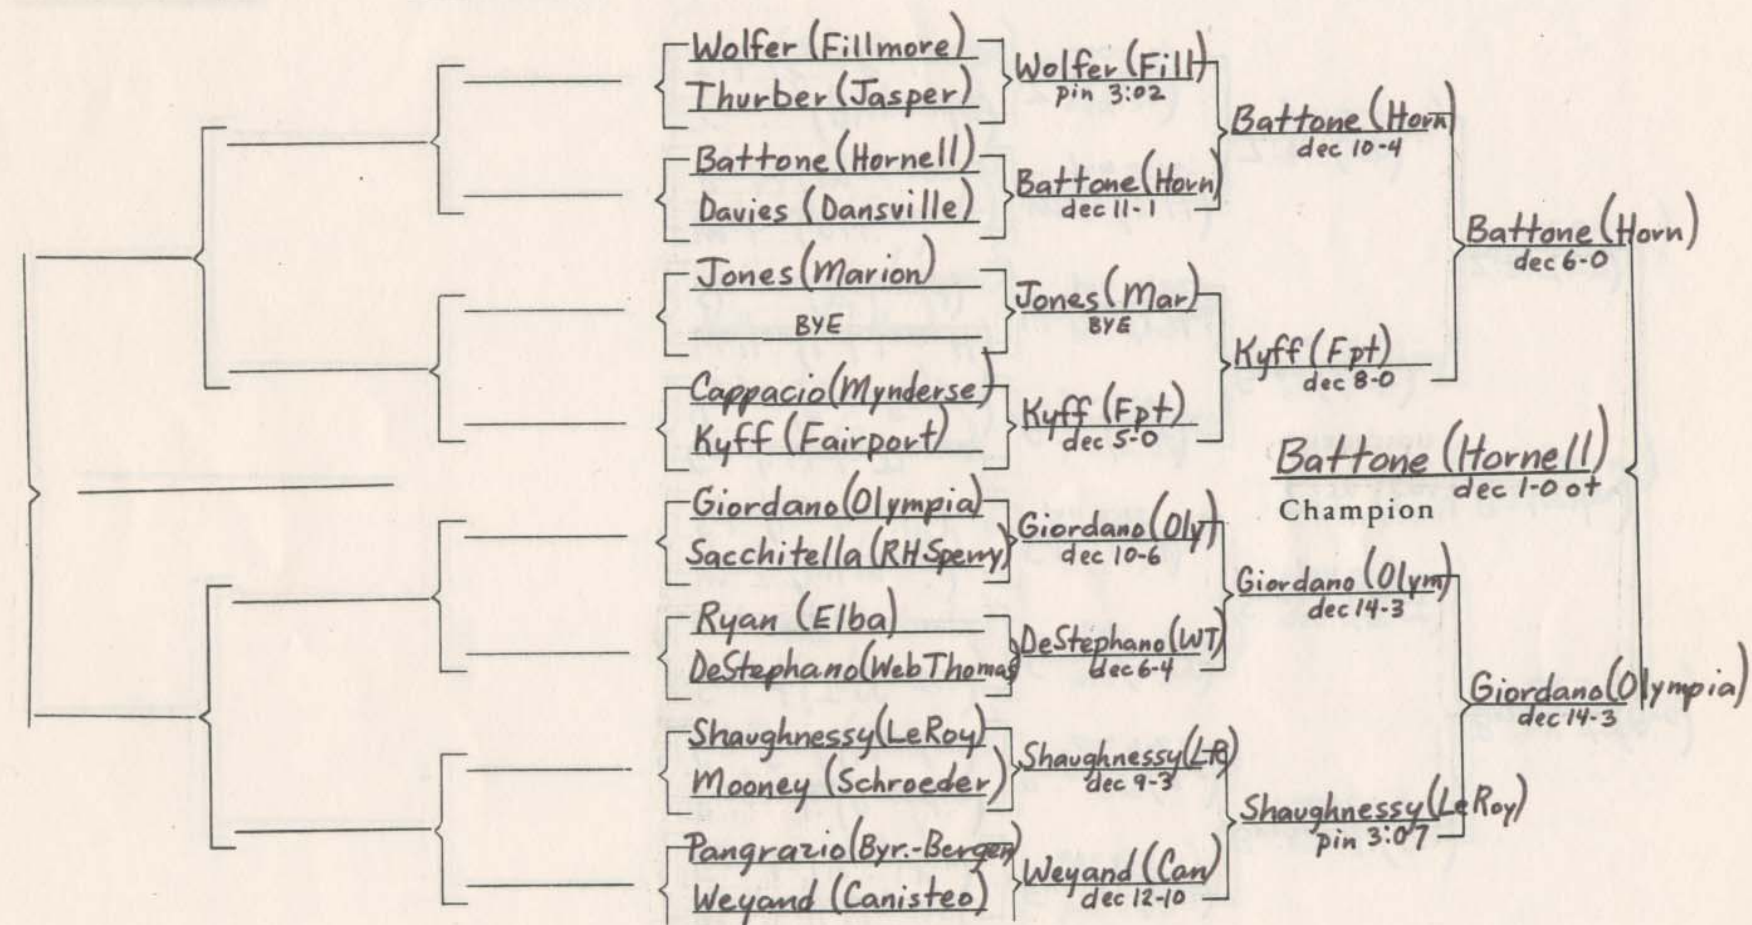 Wolfer (Fillmore)
Thurber (Jasper)
Battone (Hornell)
Davies (Dansville)
Jones (Marion)
BYE
Cappacio (Mynderse)
Kyff (Fairport)
Giordano (Olympia)
Sacchitella (RH Sperry)
Ryan (Elba)
DeStephano (Web Thomas)
Shaughnessy (LeRoy)
Mooney (Schroeder)
Pangrazio (Byr.-Bergen)
Weyand (Canisteo)
Wolfer (Fill)
pin 3:02
Battone (Horn)
dec 11-1
Jones (Mar)
BYE
Kyff (Fpt)
dec 5-0
Giordano (Oly)
dec 10-6
DeStephano (WT)
dec 6-4
Shaughnessy (LR)
dec 9-3
Weyand (Can)
dec 12-10
Battone (Horn)
dec 10-4
Kyff (Fpt)
dec 8-0
Giordano (Olym)
dec 14-3
Shaughnessy (LeRoy)
pin 3:07
Battone (Horn)
dec 6-0
Giordano (Olympia)
dec 14-3
Battone (Hornell)
dec 1-0 ot
Champion